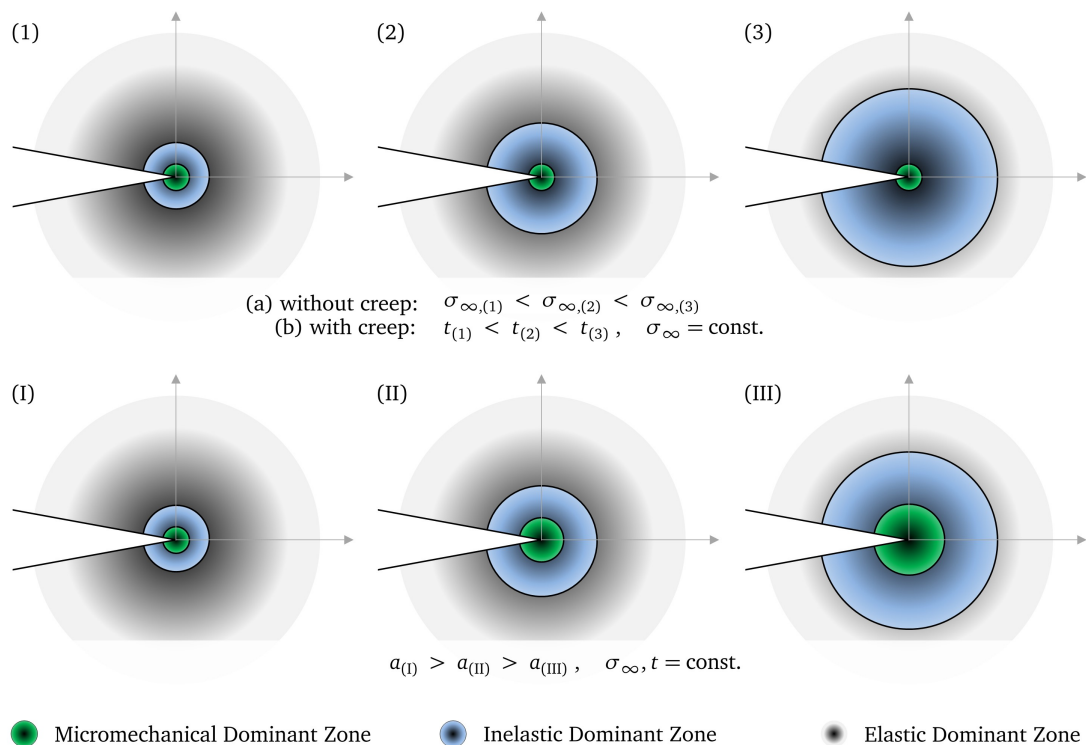 (1) (2) (3)
(a) without creep: σ∞,(1) < σ∞,(2) < σ∞,(3)
(b) with creep: t(1) < t(2) < t(3) , σ∞ = const.
(I) (II) (III)
a(I) > a(II) > a(III) , σ∞, t = const.
Micromechanical Dominant Zone Inelastic Dominant Zone Elastic Dominant Zone